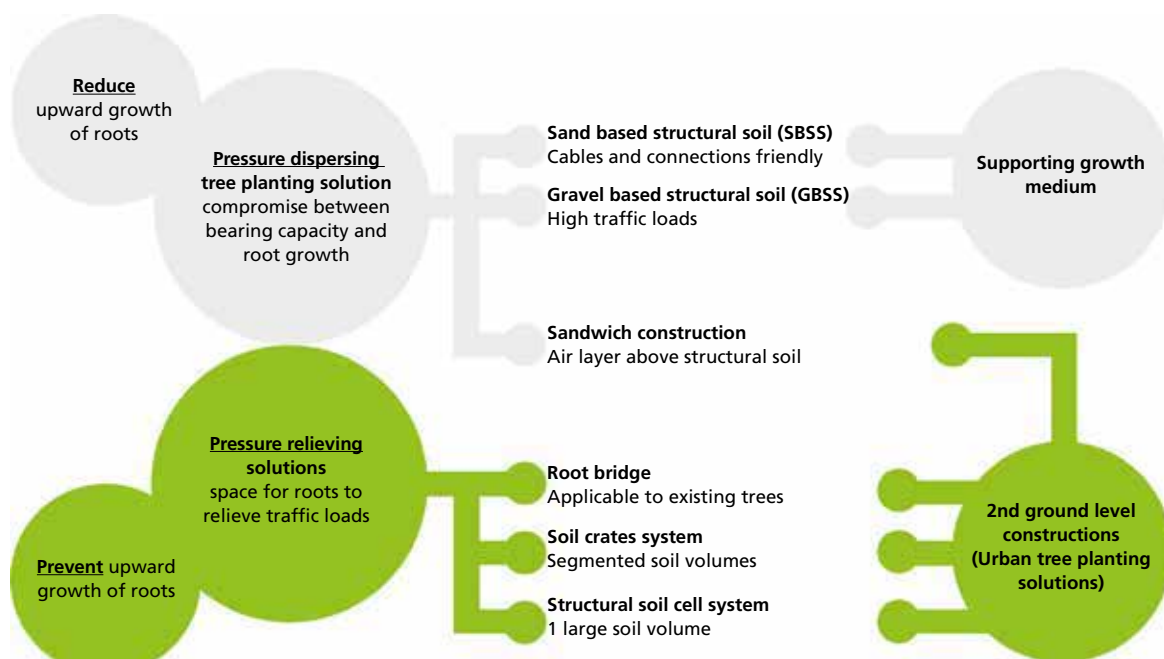 Reduce
upward growth
of roots
Pressure dispersing
tree planting solution
compromise between
bearing capacity and
root growth
Sand based structural soil (SBSS)
Cables and connections friendly
Gravel based structural soil (GBSS)
High traffic loads
Sandwich construction
Air layer above structural soil
Supporting growth
medium
Pressure relieving
solutions
space for roots to
relieve traffic loads
Prevent upward
growth of roots
Root bridge
Applicable to existing trees
Soil crates system
Segmented soil volumes
Structural soil cell system
1 large soil volume
2nd ground level
constructions
(Urban tree planting
solutions)